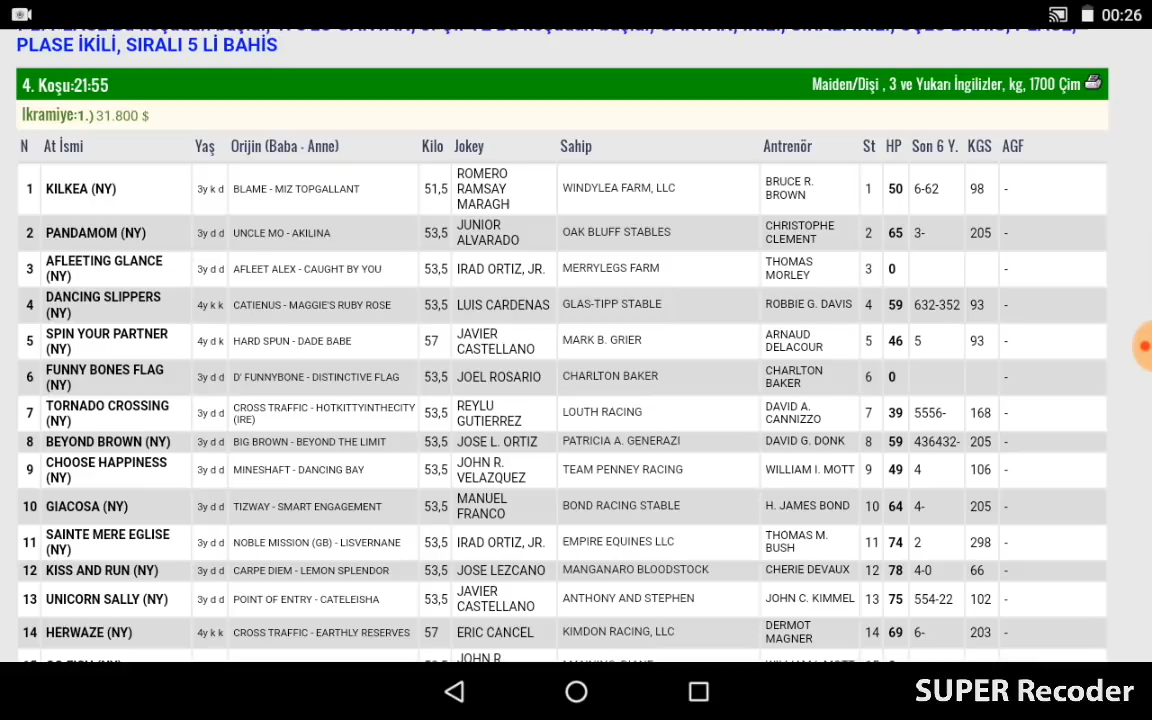 00:26
PLASE İKİLİ, SIRALI 5 Lİ BAHİS
4. Koşu:21:55 Maiden/Dişi , 3 ve Yukarı İngilizler, kg, 1700 Çim
Ikramiye:1.) 31.800 $
N At İsmi Yaş Orijin (Baba - Anne) Kilo Jokey Sahip Antrenör St HP Son 6 Y. KGS AGF
1 KILKEA (NY) 3y k d BLAME - MIZ TOPGALLANT 51,5 ROMERO RAMSAY MARAGH WINDYLEA FARM, LLC BRUCE R. BROWN 1 50 6-62 98 -
2 PANDAMOM (NY) 3y d d UNCLE MO - AKILINA 53,5 JUNIOR ALVARADO OAK BLUFF STABLES CHRISTOPHE CLEMENT 2 65 3- 205 -
3 AFLEETING GLANCE (NY) 3y d d AFLEET ALEX - CAUGHT BY YOU 53,5 IRAD ORTIZ, JR. MERRYLEGS FARM THOMAS MORLEY 3 0 -
4 DANCING SLIPPERS (NY) 4y k k CATIENUS - MAGGIE'S RUBY ROSE 53,5 LUIS CARDENAS GLAS-TIPP STABLE ROBBIE G. DAVIS 4 59 632-352 93 -
5 SPIN YOUR PARTNER (NY) 4y d k HARD SPUN - DADE BABE 57 JAVIER CASTELLANO MARK B. GRIER ARNAUD DELACOUR 5 46 5 93 -
6 FUNNY BONES FLAG (NY) 3y d d D' FUNNYBONE - DISTINCTIVE FLAG 53,5 JOEL ROSARIO CHARLTON BAKER CHARLTON BAKER 6 0 -
7 TORNADO CROSSING (NY) 3y d d CROSS TRAFFIC - HOTKITTYINTHECITY (IRE) 53,5 REYLU GUTIERREZ LOUTH RACING DAVID A. CANNIZZO 7 39 5556- 168 -
8 BEYOND BROWN (NY) 3y d d BIG BROWN - BEYOND THE LIMIT 53,5 JOSE L. ORTIZ PATRICIA A. GENERAZI DAVID G. DONK 8 59 436432- 205 -
9 CHOOSE HAPPINESS (NY) 3y d d MINESHAFT - DANCING BAY 53,5 JOHN R. VELAZQUEZ TEAM PENNEY RACING WILLIAM I. MOTT 9 49 4 106 -
10 GIACOSA (NY) 3y d d TIZWAY - SMART ENGAGEMENT 53,5 MANUEL FRANCO BOND RACING STABLE H. JAMES BOND 10 64 4- 205 -
11 SAINTE MERE EGLISE (NY) 3y d d NOBLE MISSION (GB) - LISVERNANE 53,5 IRAD ORTIZ, JR. EMPIRE EQUINES LLC THOMAS M. BUSH 11 74 2 298 -
12 KISS AND RUN (NY) 3y d d CARPE DIEM - LEMON SPLENDOR 53,5 JOSE LEZCANO MANGANARO BLOODSTOCK CHERIE DEVAUX 12 78 4-0 66 -
13 UNICORN SALLY (NY) 3y d d POINT OF ENTRY - CATELEISHA 53,5 JAVIER CASTELLANO ANTHONY AND STEPHEN JOHN C. KIMMEL 13 75 554-22 102 -
14 HERWAZE (NY) 4y k k CROSS TRAFFIC - EARTHLY RESERVES 57 ERIC CANCEL KIMDON RACING, LLC DERMOT MAGNER 14 69 6- 203 -
JOHN R.
SUPER Recoder